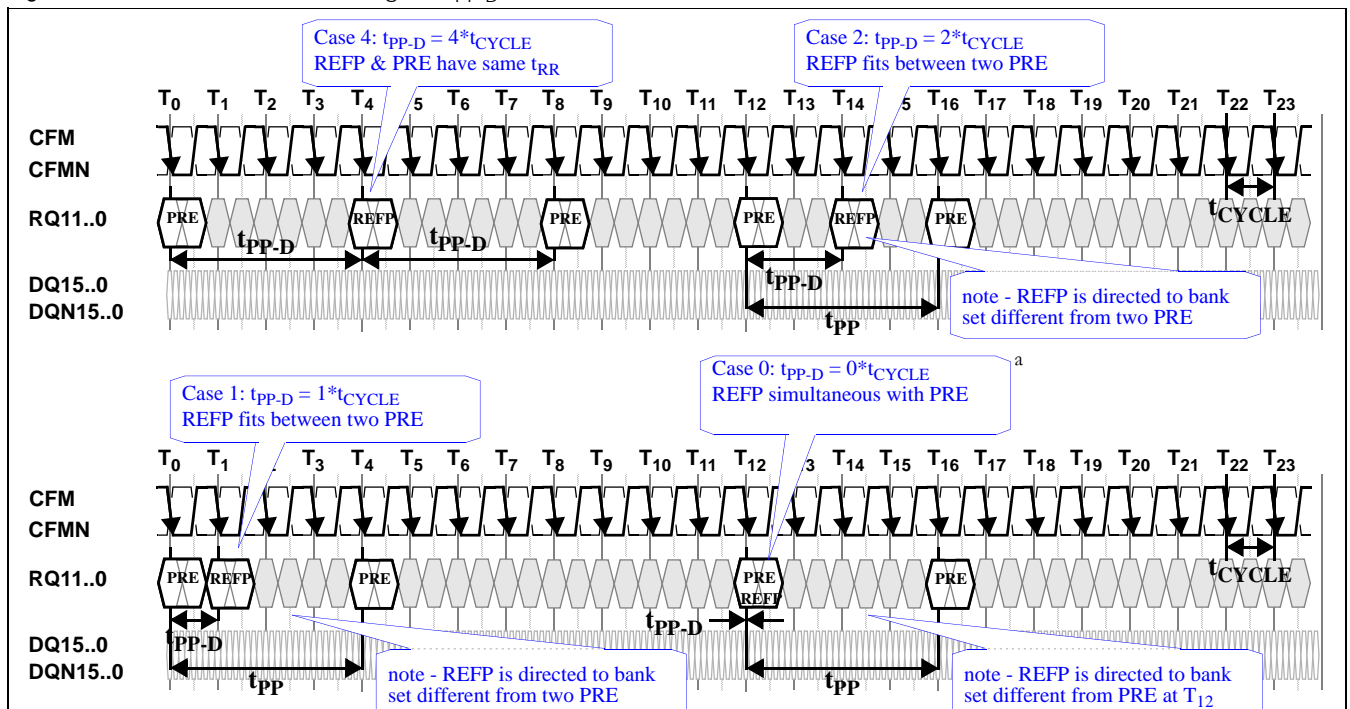 Case 4: tPP-D = 4*tCYCLE
REFP & PRE have same tRR
Case 2: tPP-D = 2*tCYCLE
REFP fits between two PRE
T0 T1 T2 T3 T4 5 T6 T7 T8 T9 T10 T11 T12 T13 T14 5 T16 T17 T18 T19 T20 T21 T22 T23
CFM
CFMN
RQ11..0
PRE REFP PRE PRE REFP PRE
tCYCLE
tPP-D tPP-D
tPP-D
DQ15..0
DQN15..0
tPP
note - REFP is directed to bank
set different from two PRE
Case 1: tPP-D = 1*tCYCLE
REFP fits between two PRE
Case 0: tPP-D = 0*tCYCLE
REFP simultaneous with PRE
a
T0 T1 T3 T4 T5 T6 T7 T8 T9 T10 T11 T12 3 T14 T15 T16 T17 T18 T19 T20 T21 T22 T23
CFM
CFMN
RQ11..0
PRE REFP PRE PRE PRE
REFP
tCYCLE
tPP-D tPP-D
DQ15..0
DQN15..0
tPP tPP
note - REFP is directed to bank
set different from two PRE
note - REFP is directed to bank
set different from PRE at T12